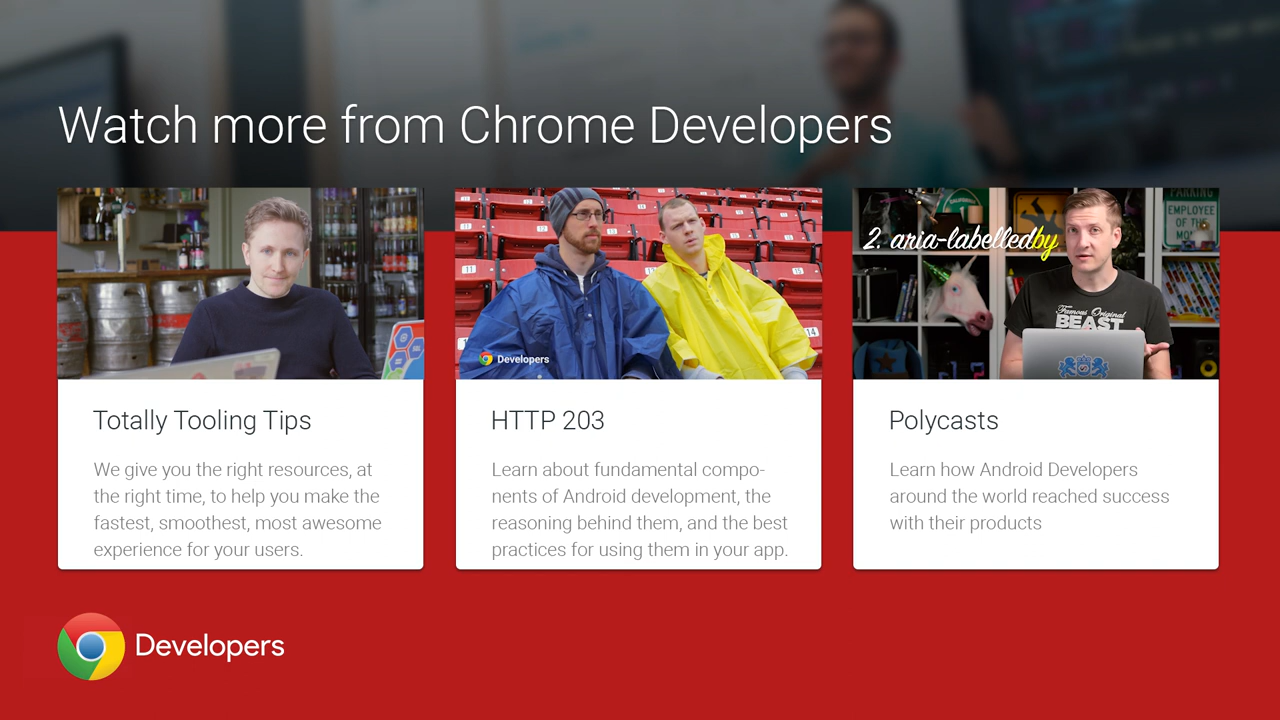 Watch more from Chrome Developers
2. aria-labelledby
PARKING
EMPLOYEE
OF THE
Famous Original
BEAST
Developers
Totally Tooling Tips
We give you the right resources, at
the right time, to help you make the
fastest, smoothest, most awesome
experience for your users.
HTTP 203
Learn about fundamental compo-
nents of Android development, the
reasoning behind them, and the best
practices for using them in your app.
Polycasts
Learn how Android Developers
around the world reached success
with their products
Developers